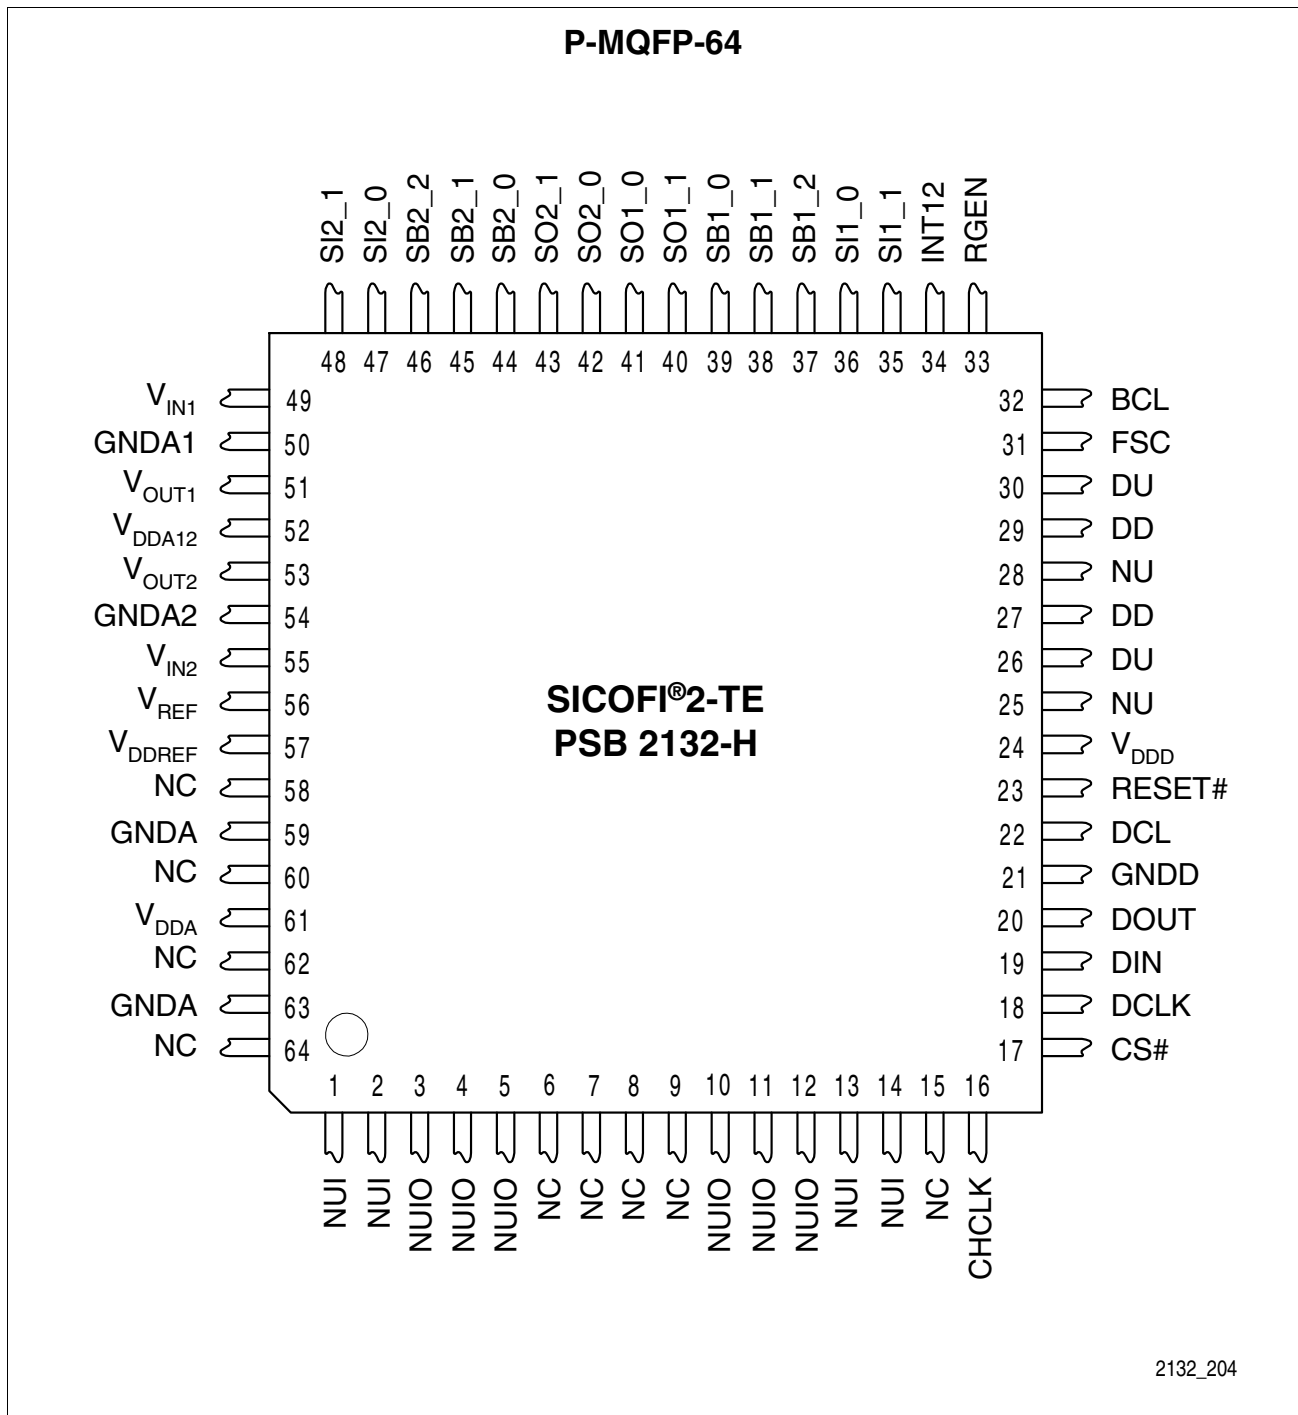 P-MQFP-64
SI2_1 SI2_0 SB2_2 SB2_1 SB2_0 SO2_1 SO2_0 SO1_0 SO1_1 SB1_0 SB1_1 SB1_2 SI1_0 SI1_1 INT12 RGEN
48 47 46 45 44 43 42 41 40 39 38 37 36 35 34 33
VIN1 49 32 BCL
GNDA1 50 31 FSC
VOUT1 51 30 DU
VDDA12 52 29 DD
VOUT2 53 28 NU
GNDA2 54 27 DD
VIN2 55 26 DU
VREF 56 25 NU
VDDREF 57 24 VDDD
NC 58 23 RESET#
GNDA 59 22 DCL
NC 60 21 GNDD
VDDA 61 20 DOUT
NC 62 19 DIN
GNDA 63 18 DCLK
NC 64 17 CS#
SICOFI®2-TE
PSB 2132-H
1 2 3 4 5 6 7 8 9 10 11 12 13 14 15 16
NUI NUI NUIO NUIO NUIO NC NC NC NC NUIO NUIO NUIO NUI NUI NC CHCLK
2132_204